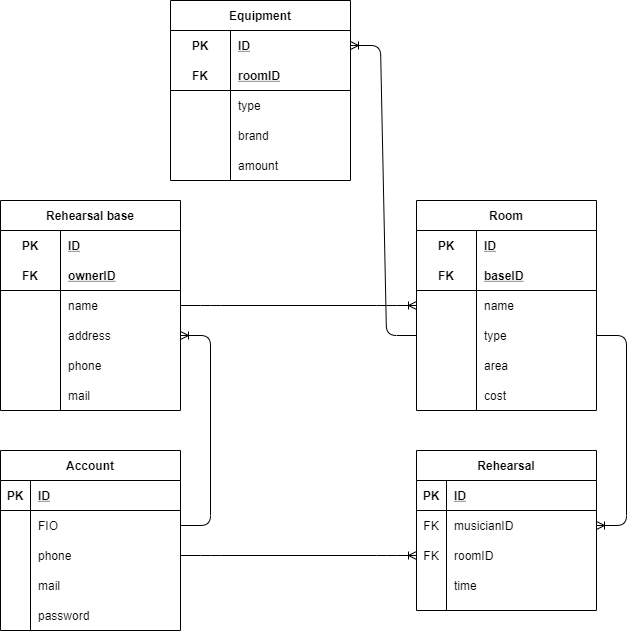 Equipment
PK ID
FK roomID
type
brand
amount
Rehearsal base
PK ID
FK ownerID
name
address
phone
mail
Room
PK ID
FK baseID
name
type
area
cost
Account
PK ID
FIO
phone
mail
password
Rehearsal
PK ID
FK musicianID
FK roomID
time